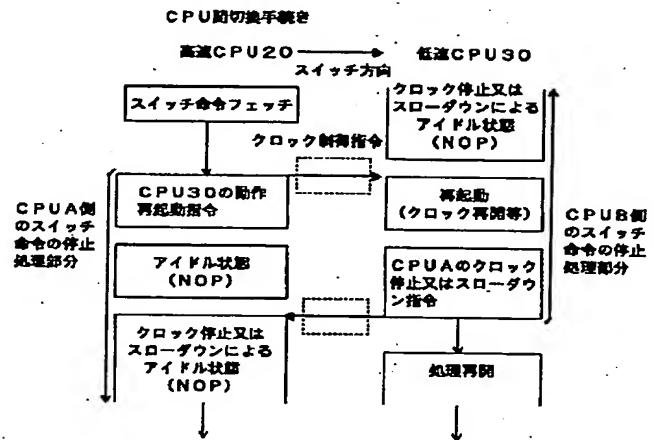 CPU間切換手続き
高速CPU20
低速CPU30
スイッチ方向
スイッチ命令フェッチ
クロック停止又は
スローダウンによる
アイドル状態
(NOP)
クロック制御指令
CPUA側
のスイッチ
命令の停止
処理部分
CPU30の動作
再起動指令
再起動
(クロック再開等)
CPUB側
のスイッチ
命令の停止
処理部分
アイドル状態
(NOP)
CPUAのクロック
停止又はスローダウ
ン指令
クロック停止又は
スローダウンによる
アイドル状態
(NOP)
処理再開